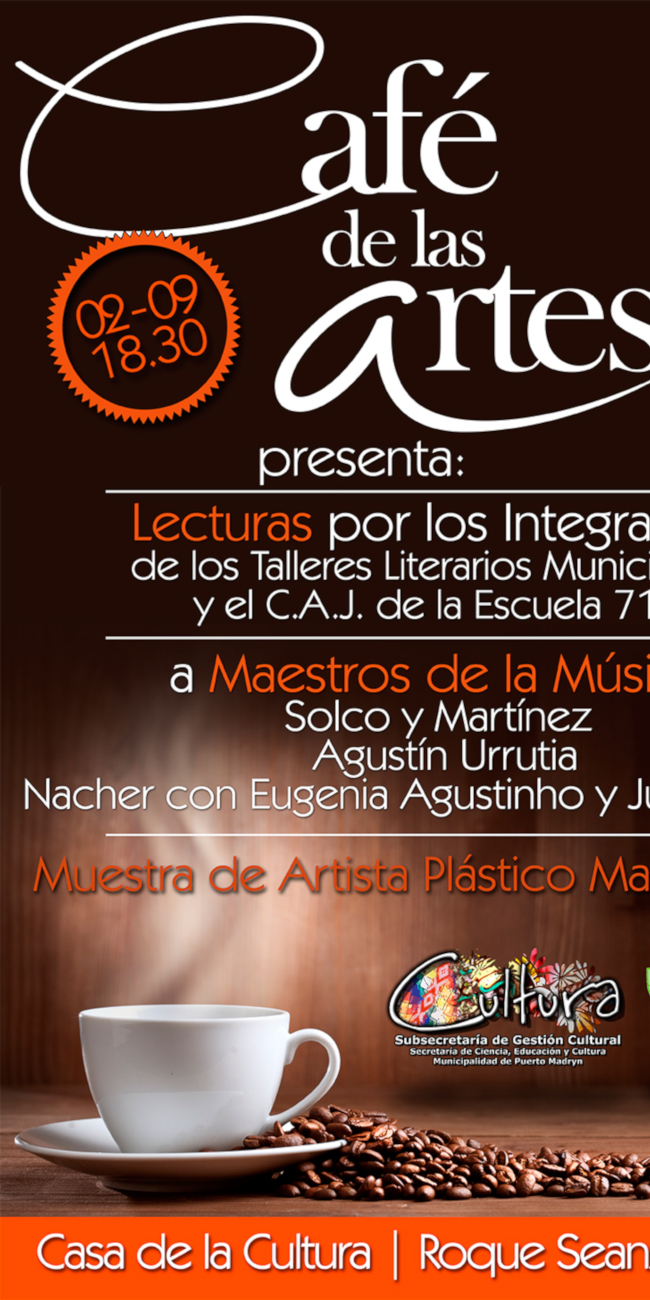 Café
de las
artes
02-09
18.30
presenta:
Lecturas por los Integra
de los Talleres Literarios Munici
y el C.A.J. de la Escuela 71
a Maestros de la Músi
Solco y Martínez
Agustín Urrutia
Nacher con Eugenia Agustinho y Ju
Muestra de Artista Plástico Ma
Cultura
Subsecretaría de Gestión Cultural
Secretaría de Ciencia, Educación y Cultura
Municipalidad de Puerto Madryn
Casa de la Cultura | Roque Sean